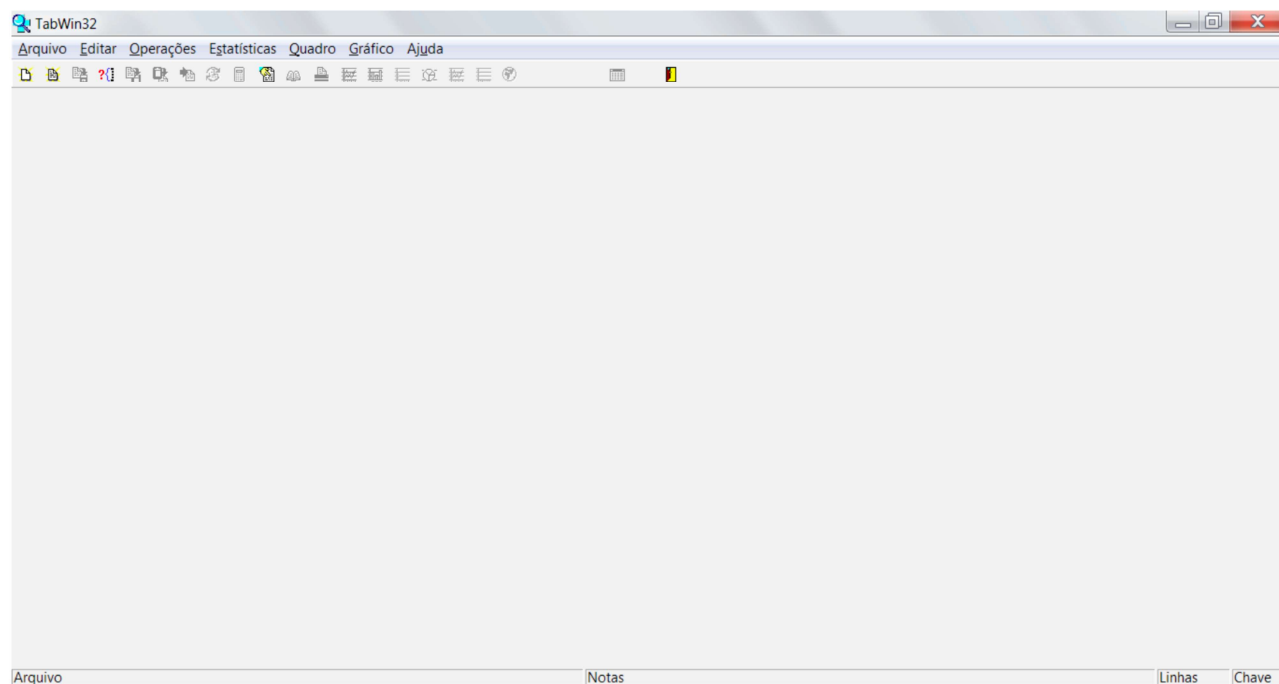 TabWin32
Arquivo Editar Operações Estatísticas Quadro Gráfico Ajuda
Arquivo Notas Linhas Chave